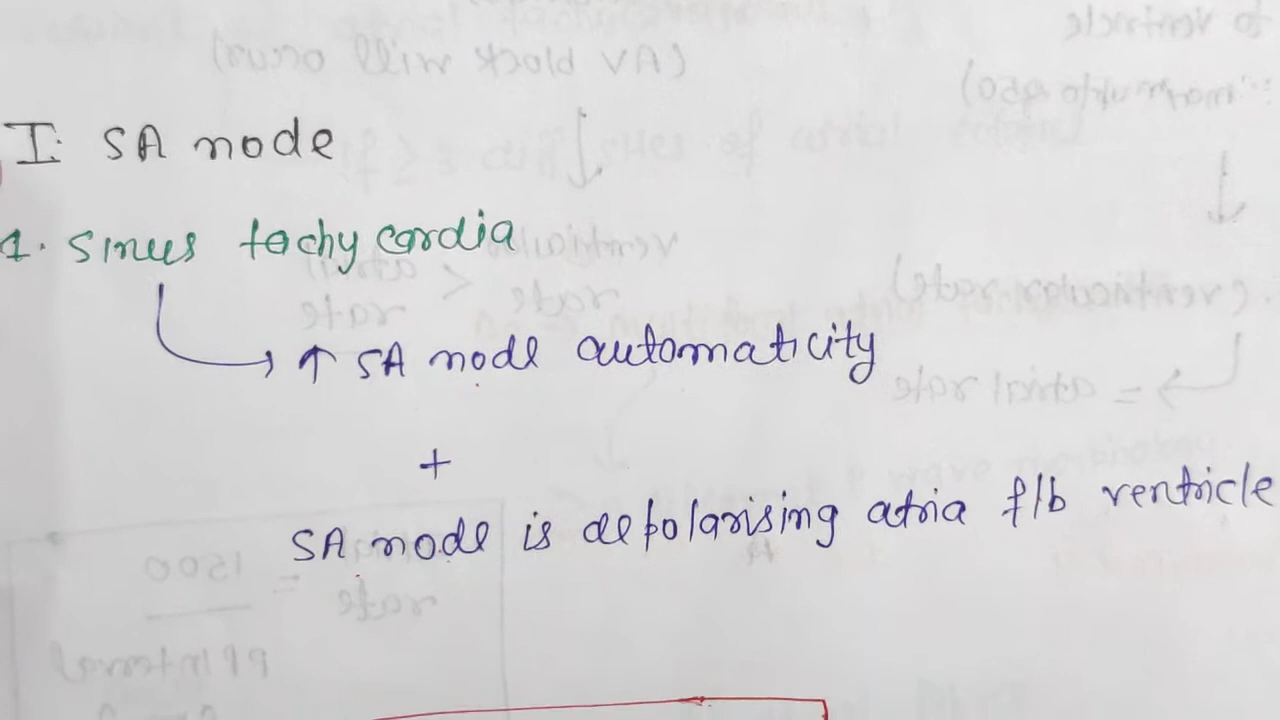 I. SA node
1. Sinus tachycardia
↑ SA node automaticity
+
SA node is depolarising atria f/b ventricle